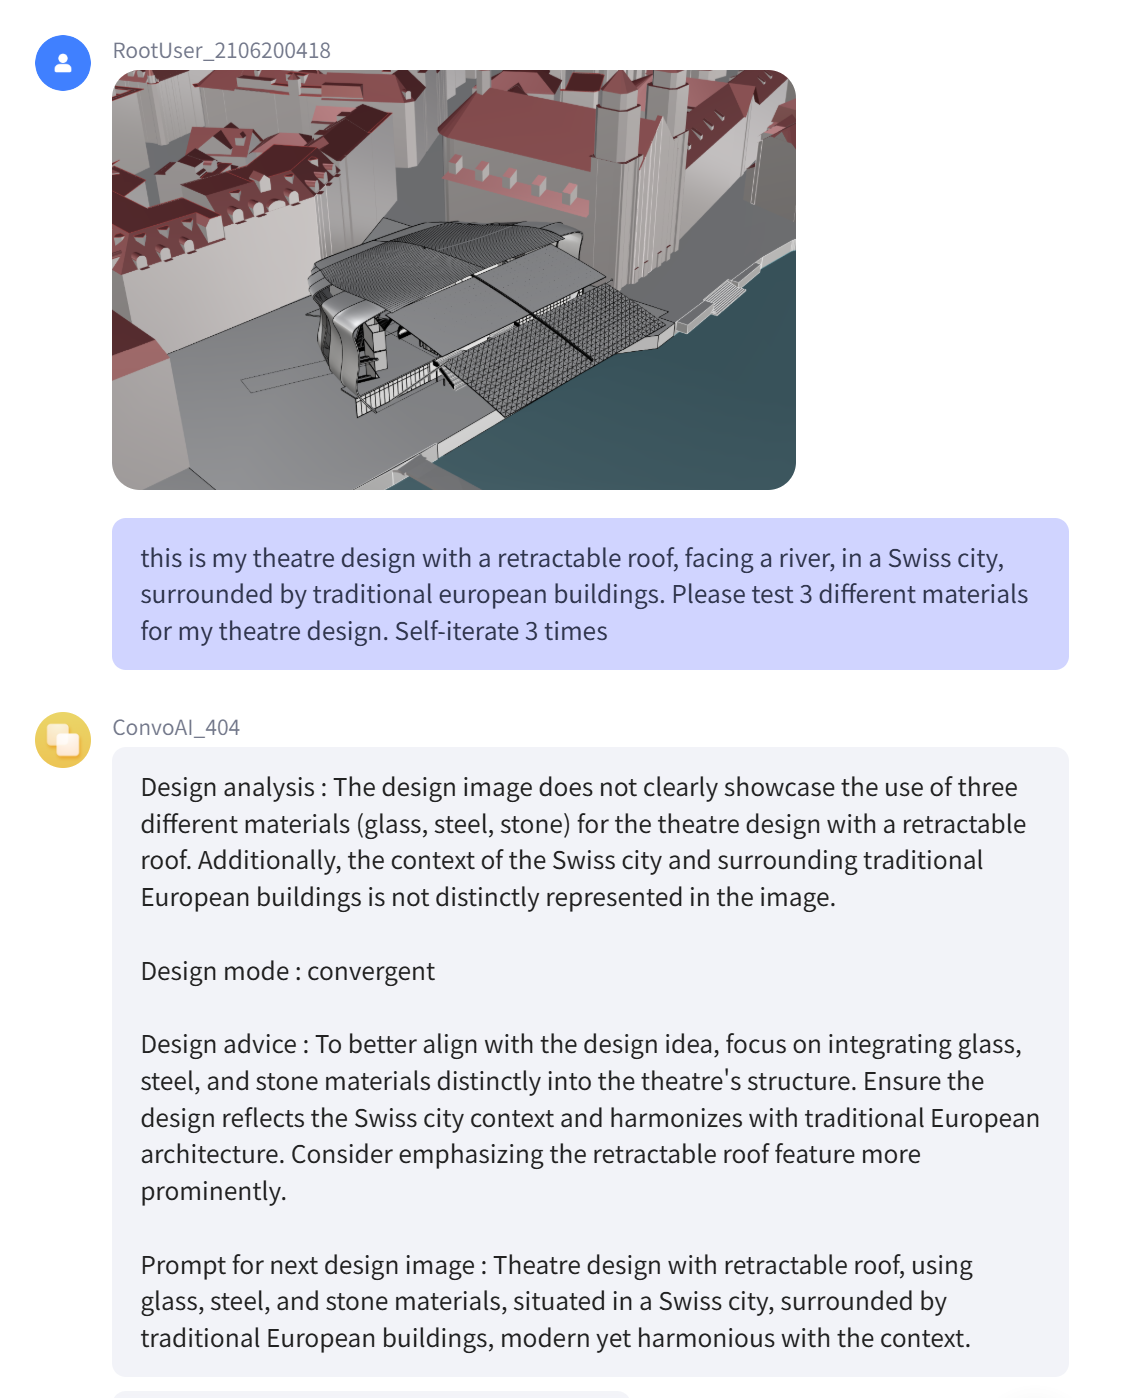 RootUser_2106200418
this is my theatre design with a retractable roof, facing a river, in a Swiss city,
surrounded by traditional european buildings. Please test 3 different materials
for my theatre design. Self-iterate 3 times
ConvoAI_404
Design analysis : The design image does not clearly showcase the use of three
different materials (glass, steel, stone) for the theatre design with a retractable
roof. Additionally, the context of the Swiss city and surrounding traditional
European buildings is not distinctly represented in the image.
Design mode : convergent
Design advice : To better align with the design idea, focus on integrating glass,
steel, and stone materials distinctly into the theatre's structure. Ensure the
design reflects the Swiss city context and harmonizes with traditional European
architecture. Consider emphasizing the retractable roof feature more
prominently.
Prompt for next design image : Theatre design with retractable roof, using
glass, steel, and stone materials, situated in a Swiss city, surrounded by
traditional European buildings, modern yet harmonious with the context.